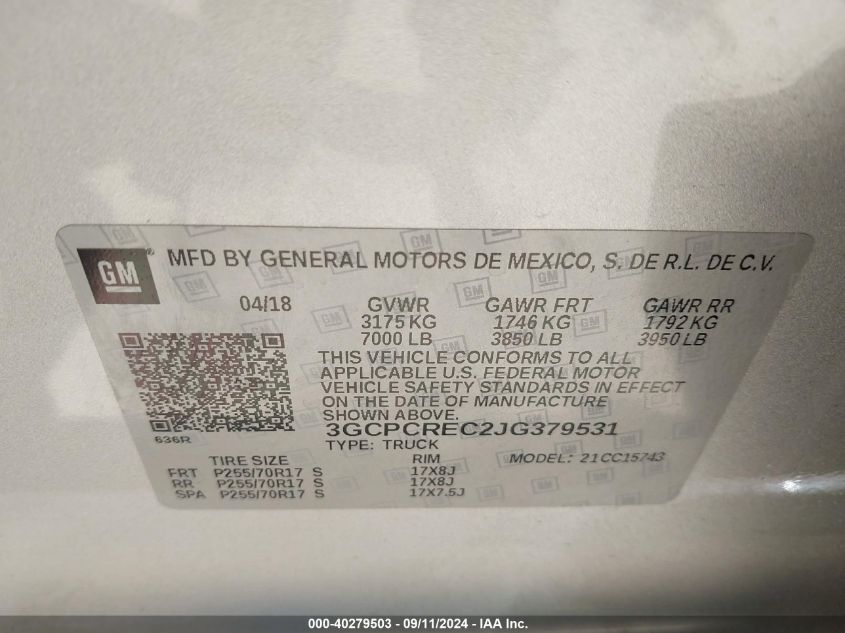 GM ®
MFD BY GENERAL MOTORS DE MEXICO, S. DE R.L. DE C.V.
04/18 GVWR GAWR FRT GAWR RR
3175 KG 1746 KG 1792 KG
7000 LB 3850 LB 3950 LB
THIS VEHICLE CONFORMS TO ALL
APPLICABLE U.S. FEDERAL MOTOR
VEHICLE SAFETY STANDARDS IN EFFECT
ON THE DATE OF MANUFACTURE
SHOWN ABOVE.
636R
3GCPCREC2JG379531
TYPE: TRUCK
TIRE SIZE RIM MODEL: 21 CC15743
FRT P255/70R17 S 17X8J
RR P255/70R17 S 17X8J
SPA P255/70R17 S 17X7.5J
000-40279503 - 09/11/2024 - IAA Inc.